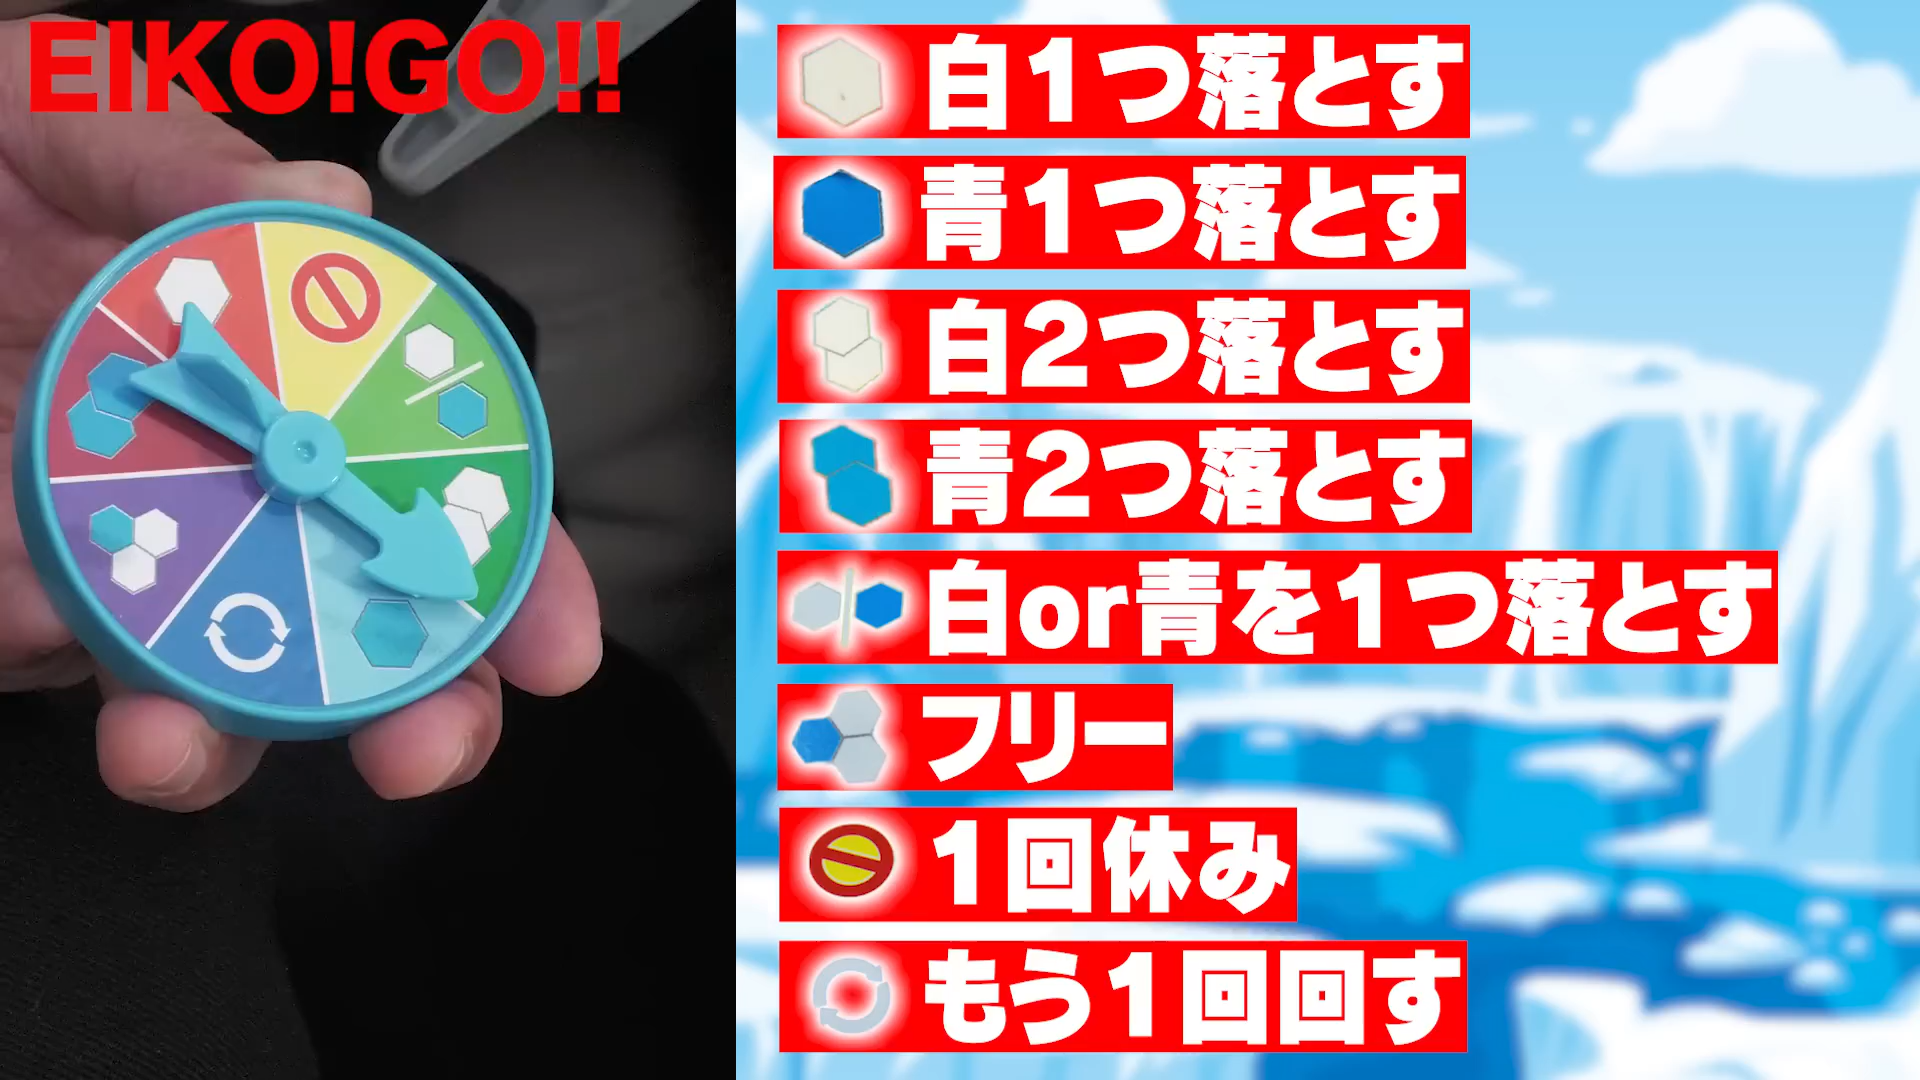 EIKO!GO!!
白1つ落とす
青1つ落とす
白2つ落とす
青2つ落とす
白or青を1つ落とす
フリー
1回休み
もう1回回す